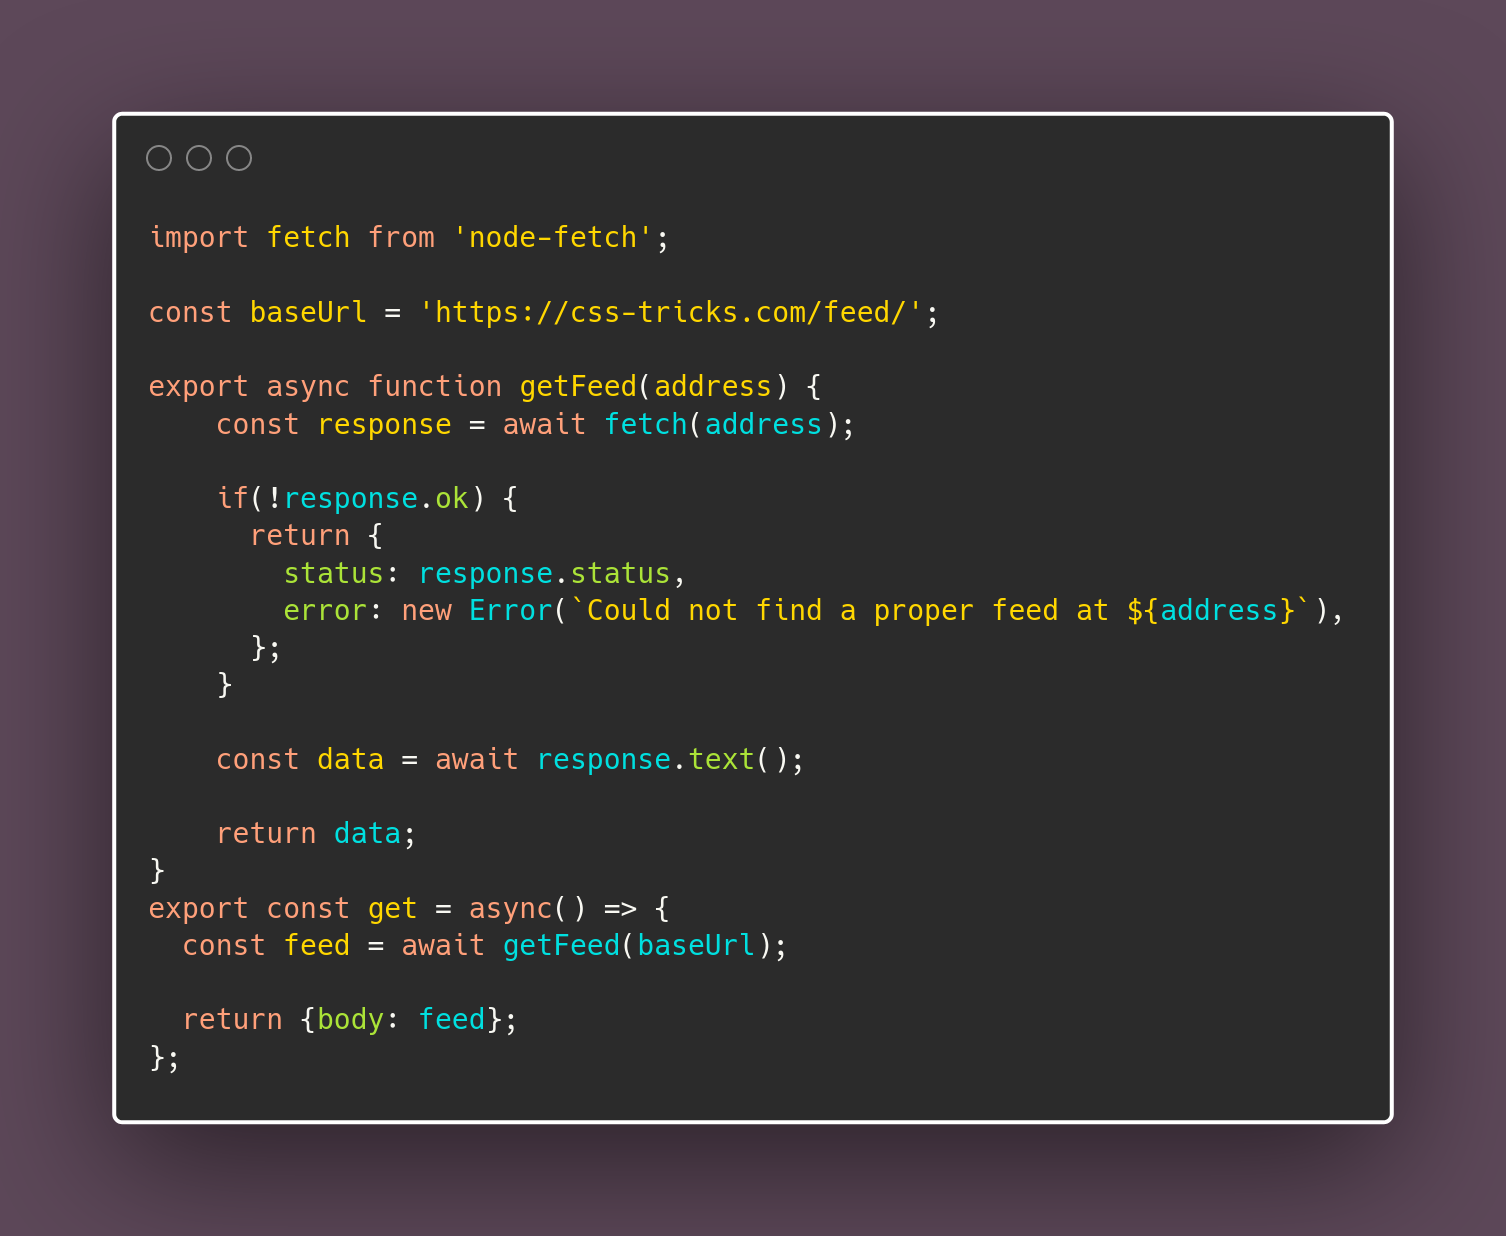 import fetch from 'node-fetch';

const baseUrl = 'https://css-tricks.com/feed/';

export async function getFeed(address) {
    const response = await fetch(address);

    if(!response.ok) {
      return {
        status: response.status,
        error: new Error(`Could not find a proper feed at ${address}`),
      };
    }

    const data = await response.text();

    return data;
}
export const get = async() => {
  const feed = await getFeed(baseUrl);

  return {body: feed};
};